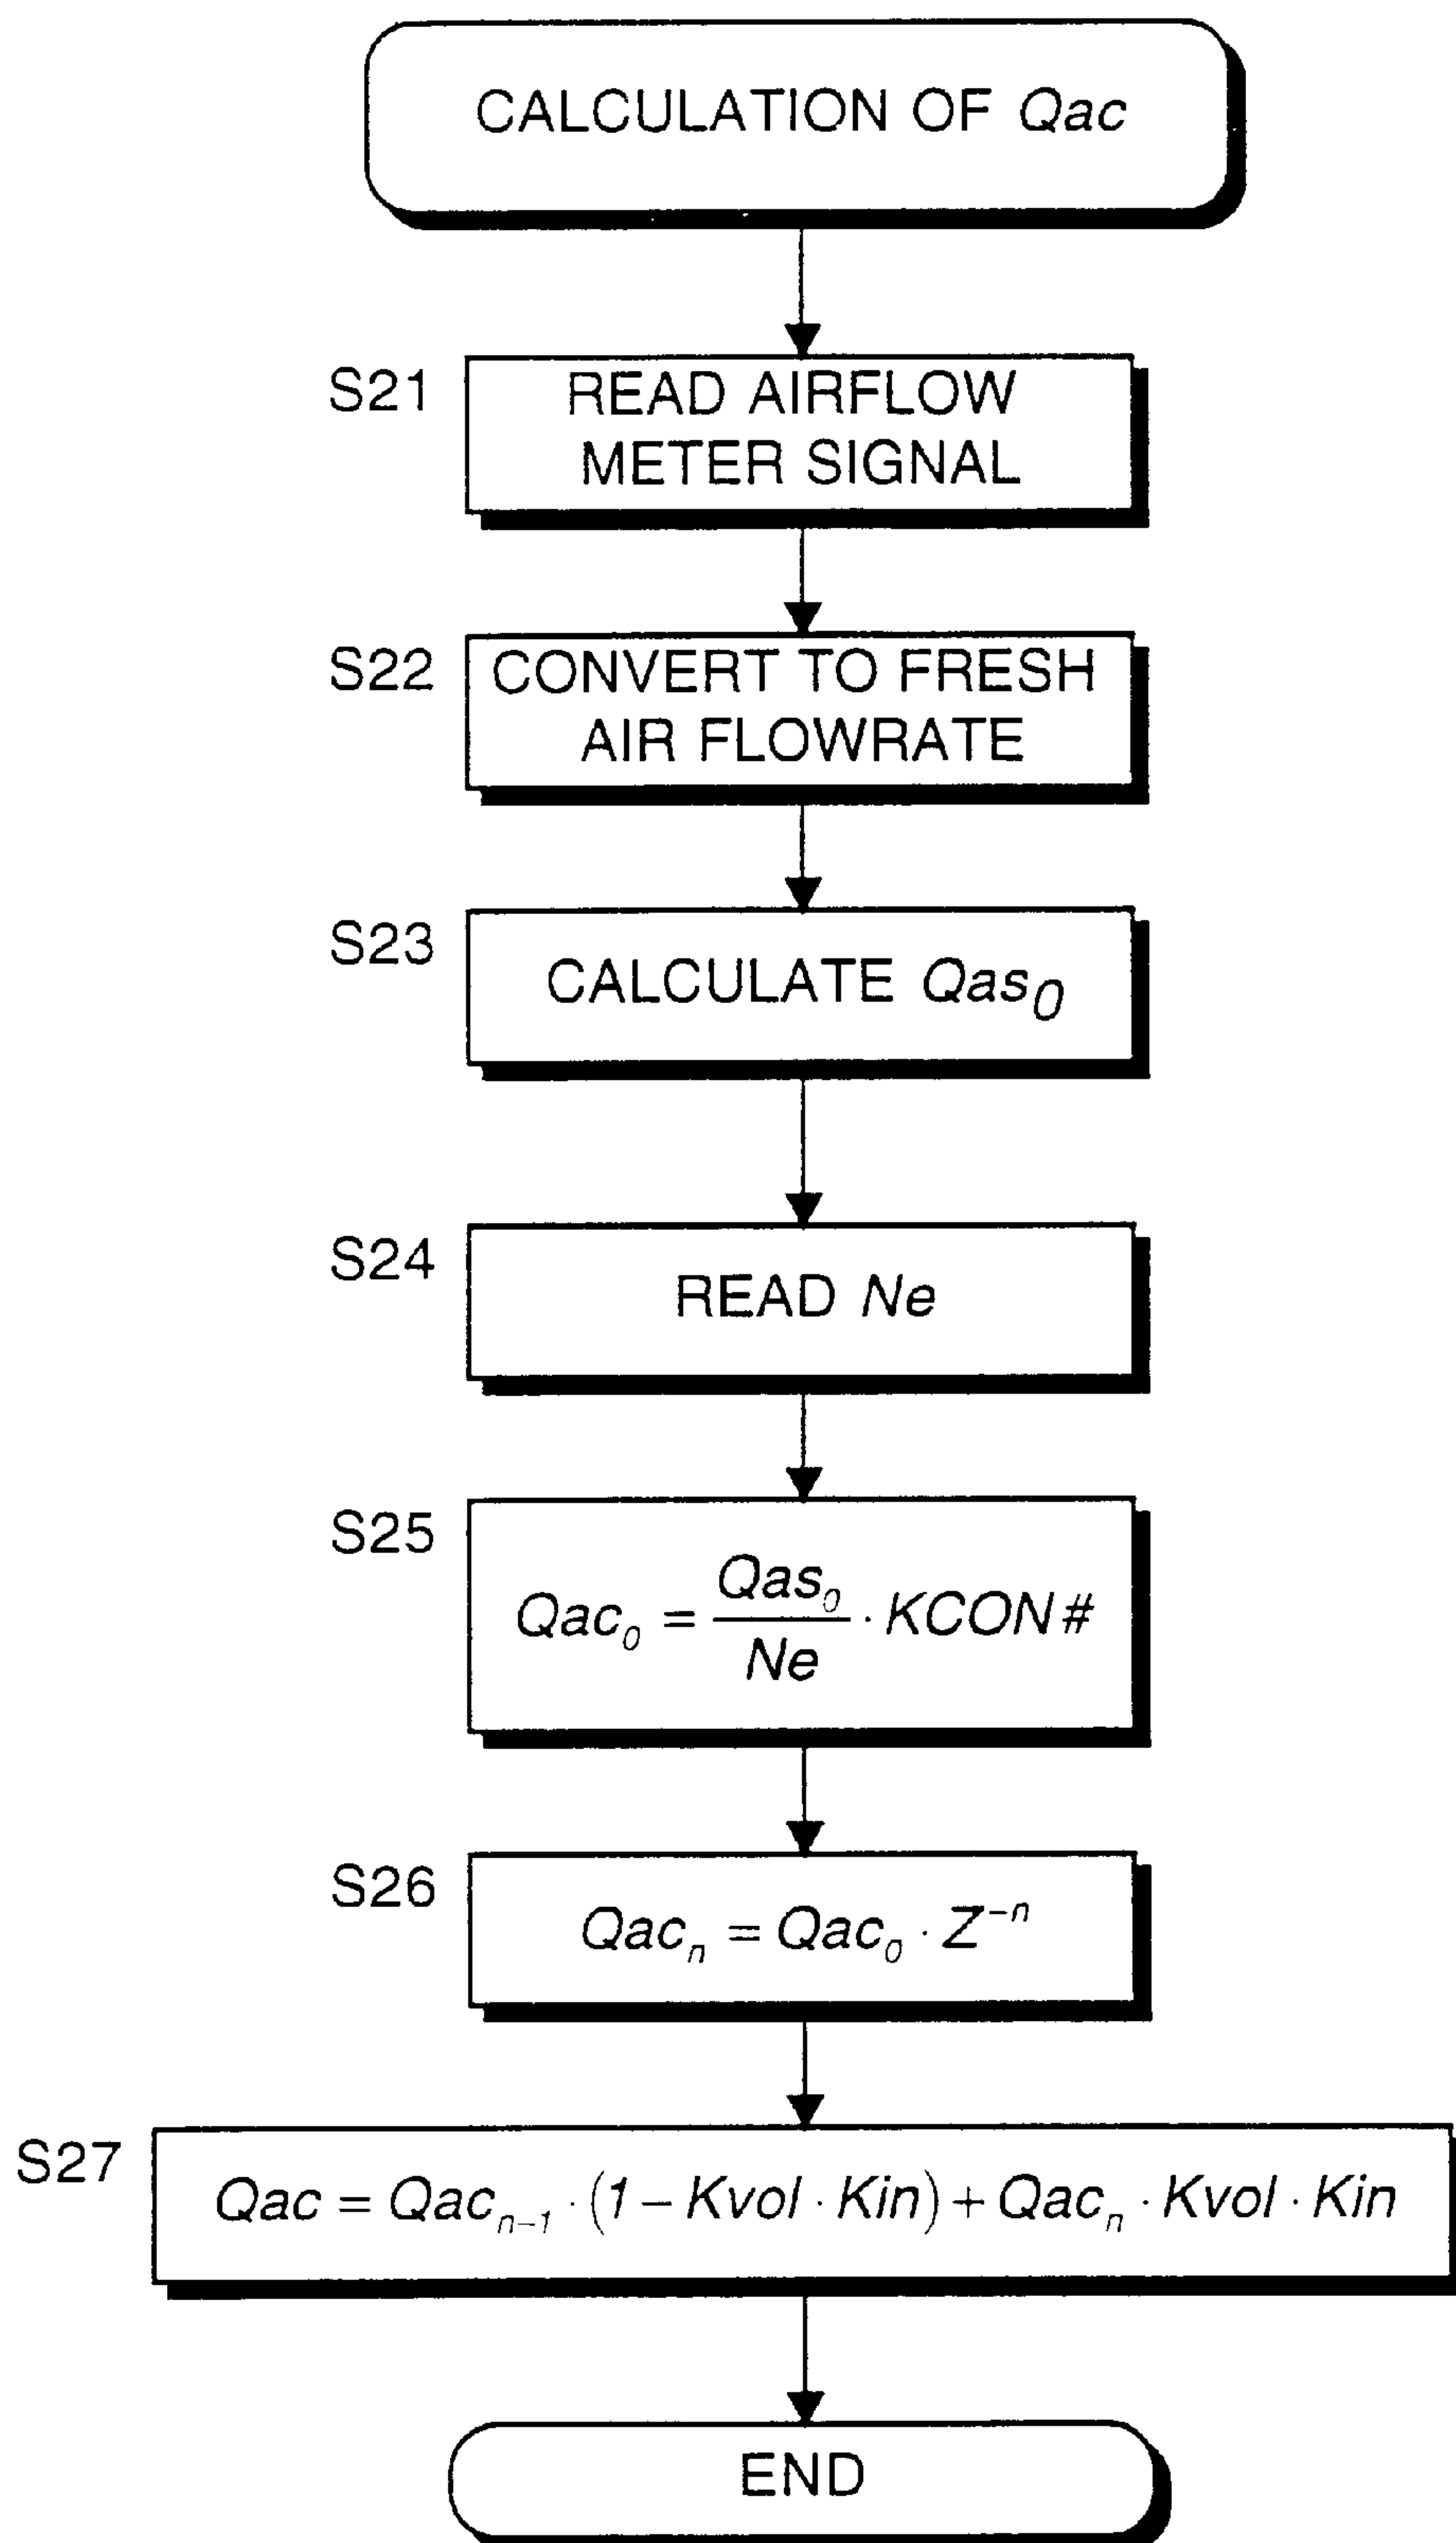 CALCULATION OF Qac
S21
READ AIRFLOW
METER SIGNAL
S22
CONVERT TO FRESH
AIR FLOWRATE
S23
CALCULATE Qas₀
S24
READ Ne
S25
Qac₀ = Qas₀ / Ne · KCON#
S26
Qacₙ = Qac₀ · Z⁻ⁿ
S27
Qac = Qacₙ₋₁ · (1 – Kvol · Kin) + Qacₙ · Kvol · Kin
END